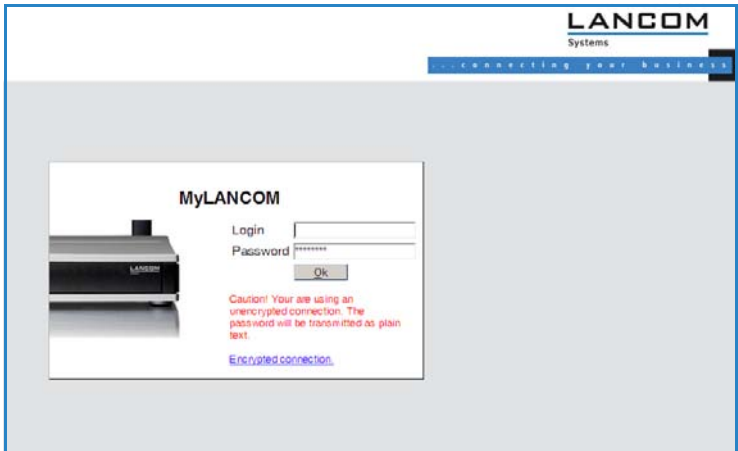 LANCOM
Systems
...connecting your business
MyLANCOM
Login
Password ********
LANCOM
Ok
Caution! Your are using an
unencrypted connection. The
password will be transmitted as plain
text.
Encrypted connection.